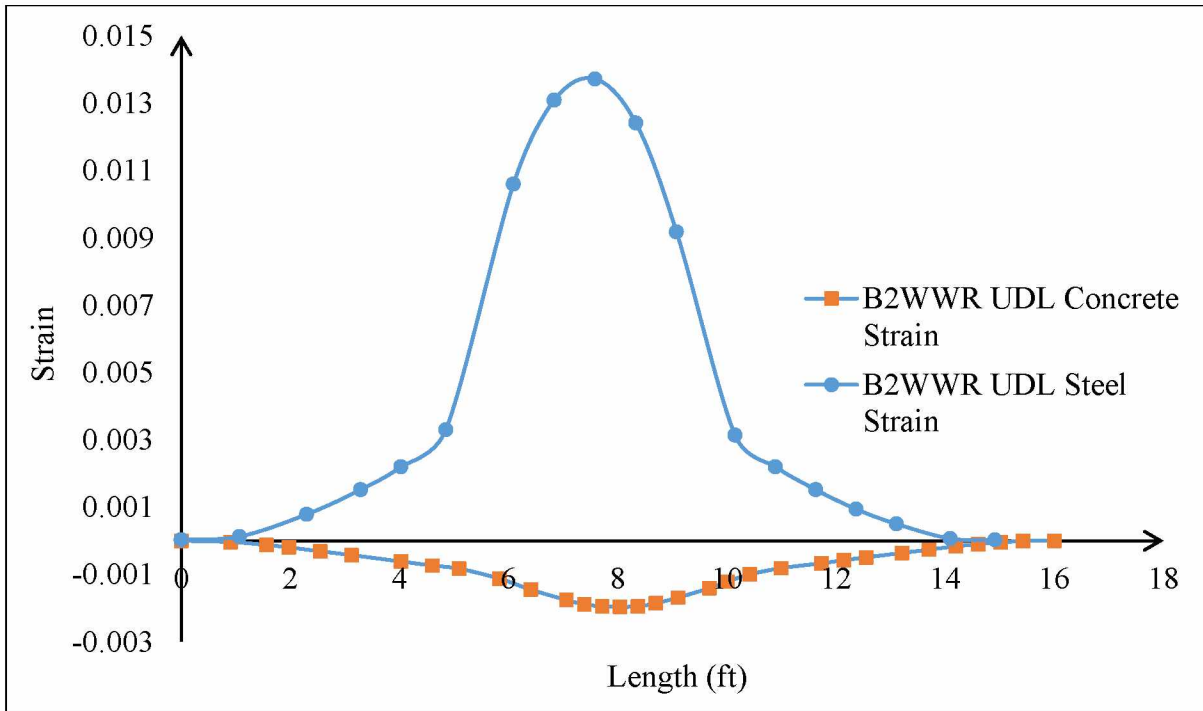 0.015
0.013
0.011
0.009
0.007
0.005
0.003
0.001
-0.001
-0.003
Strain
B2WWR UDL Concrete
Strain
B2WWR UDL Steel
Strain
0 2 4 6 8 10 12 14 16 18
Length (ft)